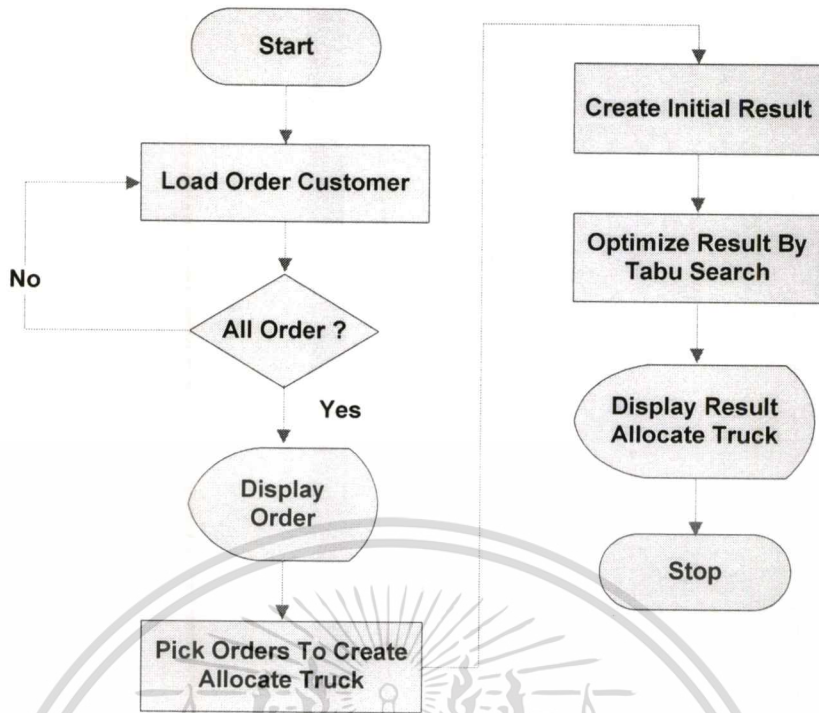 Start
Load Order Customer
No
All Order ?
Yes
Display
Order
Pick Orders To Create
Allocate Truck
Create Initial Result
Optimize Result By
Tabu Search
Display Result
Allocate Truck
Stop